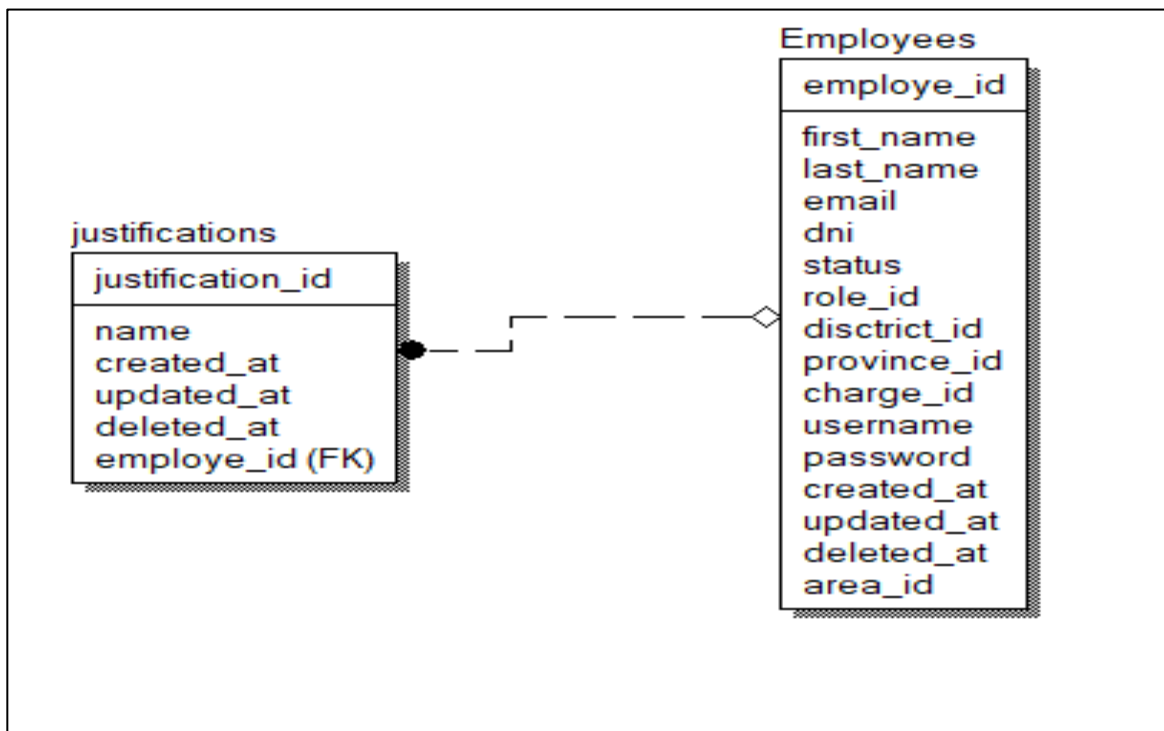 justifications
justification_id
name
created_at
updated_at
deleted_at
employe_id (FK)
Employees
employe_id
first_name
last_name
email
dni
status
role_id
disctrict_id
province_id
charge_id
username
password
created_at
updated_at
deleted_at
area_id